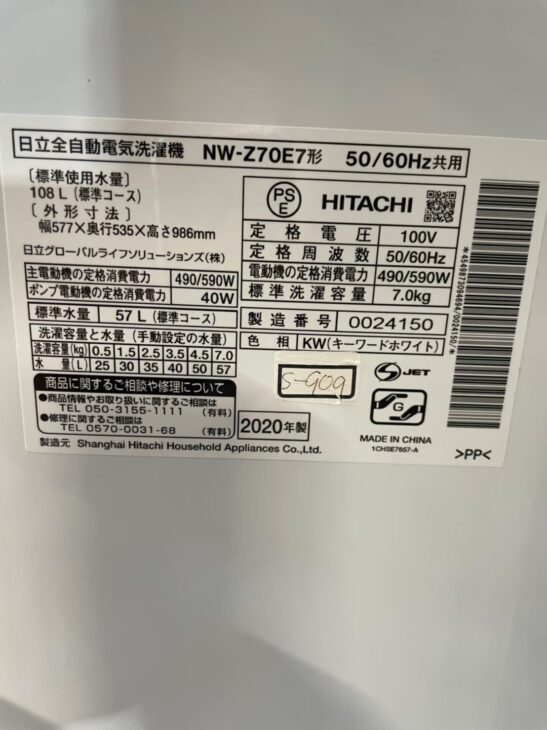 日立全自動電気洗濯機 NW-Z70E7形 50/60Hz共用
〔標準使用水量〕
108L(標準コース)
〔外形寸法〕
幅577×奥行535×高さ986mm
日立グローバルライフソリューションズ(株)
主電動機の定格消費電力 490/590W
ポンプ電動機の定格消費電力 40W
標準水量 57L(標準コース)
洗濯容量と水量(手動設定の水量)
洗濯容量(kg) 0.5 1.5 2.5 3.5 4.5 7.0
水量(L) 25 30 35 40 50 57
商品に関するご相談や修理について
●商品情報やお取り扱いに関するご相談は
TEL 050-3155-1111 (有料)
●修理に関するご相談は
TEL 0570-0031-68 (有料)
製造元 Shanghai Hitachi Household Appliances Co.,Ltd.
PS
E
HITACHI
定格電圧 100V
定格周波数 50/60Hz
電動機の定格消費電力 490/590W
標準洗濯容量 7.0kg
製造番号 0024150
色相 KW(キーワードホワイト)
S-909
2020年製
S JET
G
MADE IN CHINA
1CHSE7657-A
>PP<